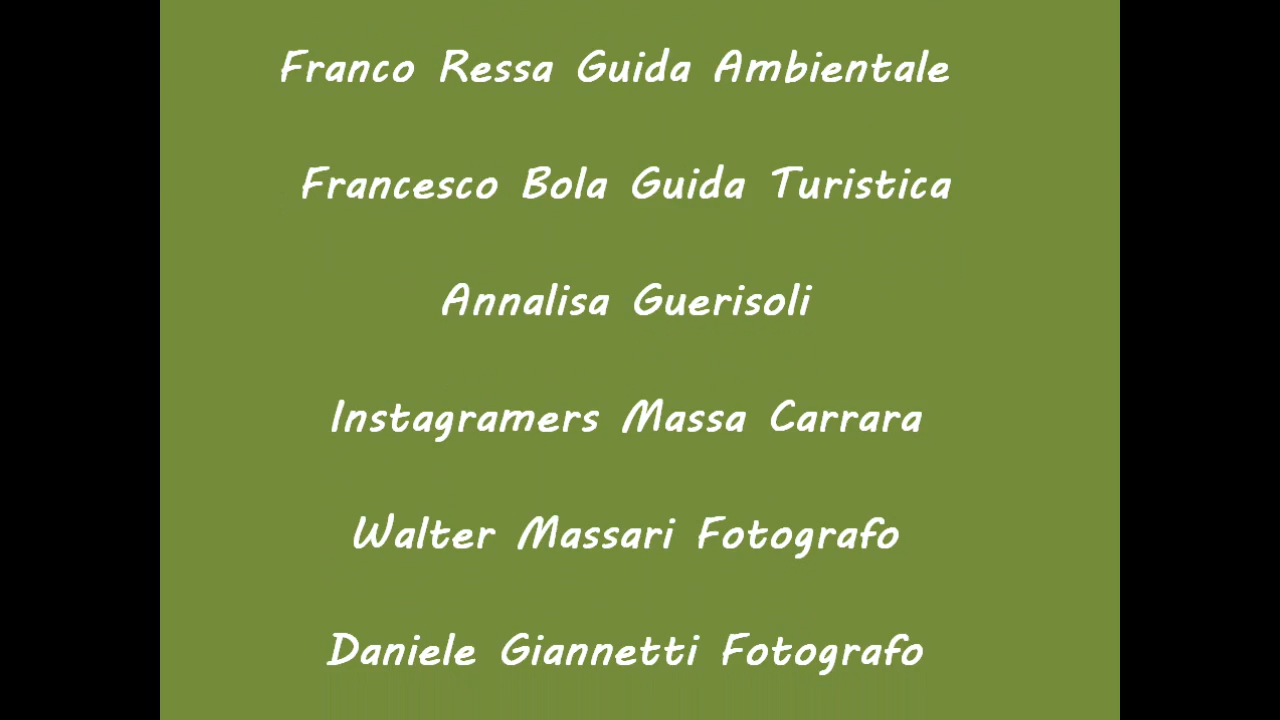 Franco Ressa Guida Ambientale
Francesco Bola Guida Turistica
Annalisa Guerisoli
Instagramers Massa Carrara
Walter Massari Fotografo
Daniele Giannetti Fotografo